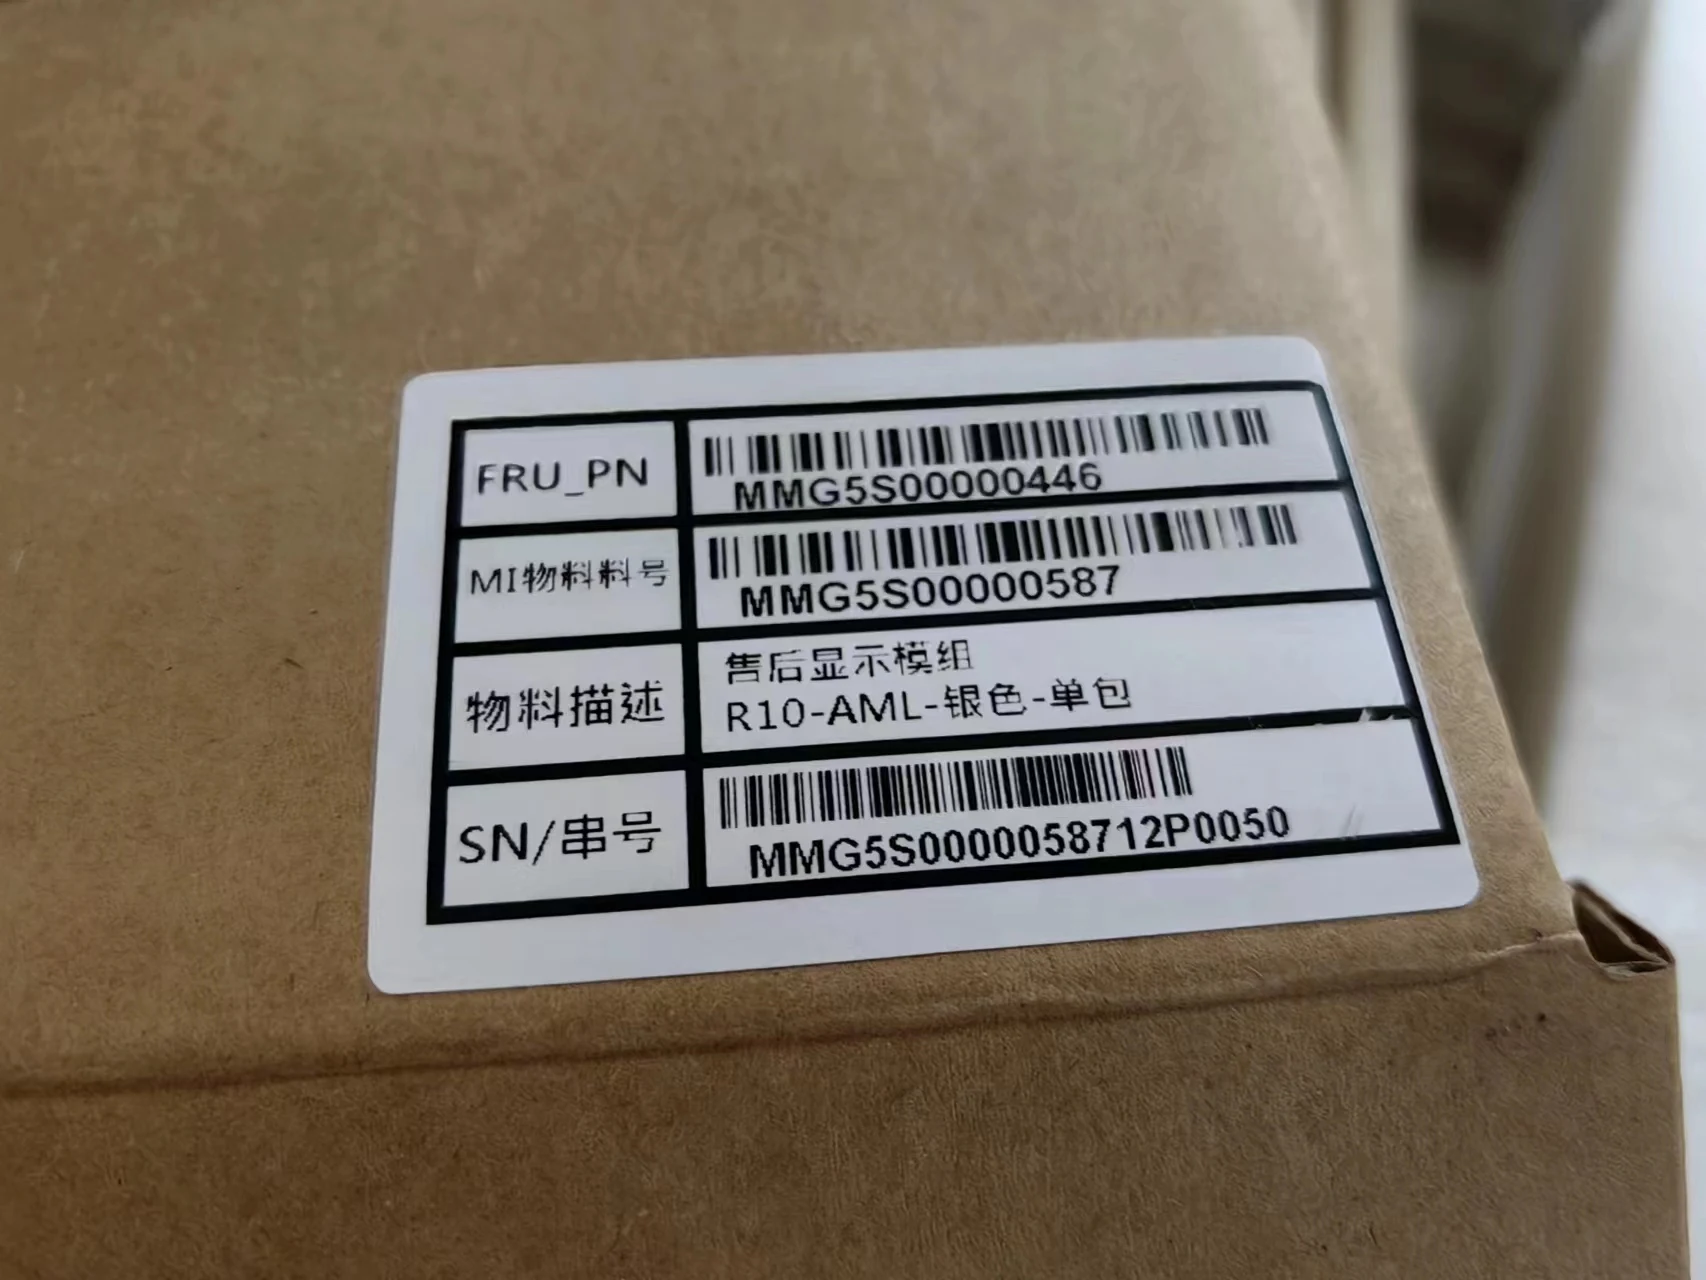 FRU_PN
MMG5S00000446
MI物料料号
MMG5S00000587
物料描述
售后显示模组
R10-AML-银色-单包
SN/串号
MMG5S0000058712P0050